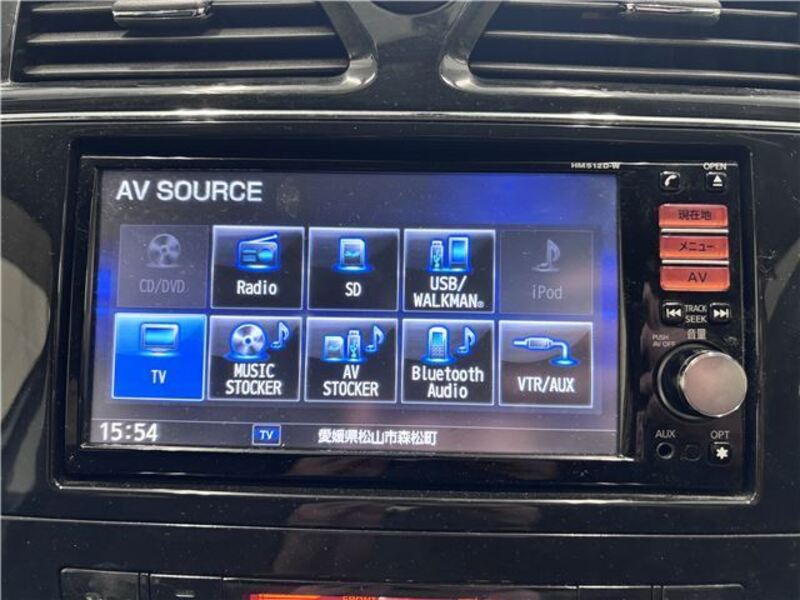 HM512D-W
OPEN
AV SOURCE
現在地
メニュー
AV
CD/DVD
Radio
SD
USB/
WALKMAN®
iPod
TRACK
SEEK
音量
PUSH
AV OFF
TV
MUSIC
STOCKER
AV
STOCKER
Bluetooth
Audio
VTR/AUX
15:54
TV
愛媛県松山市森松町
AUX
OPT
FRONT